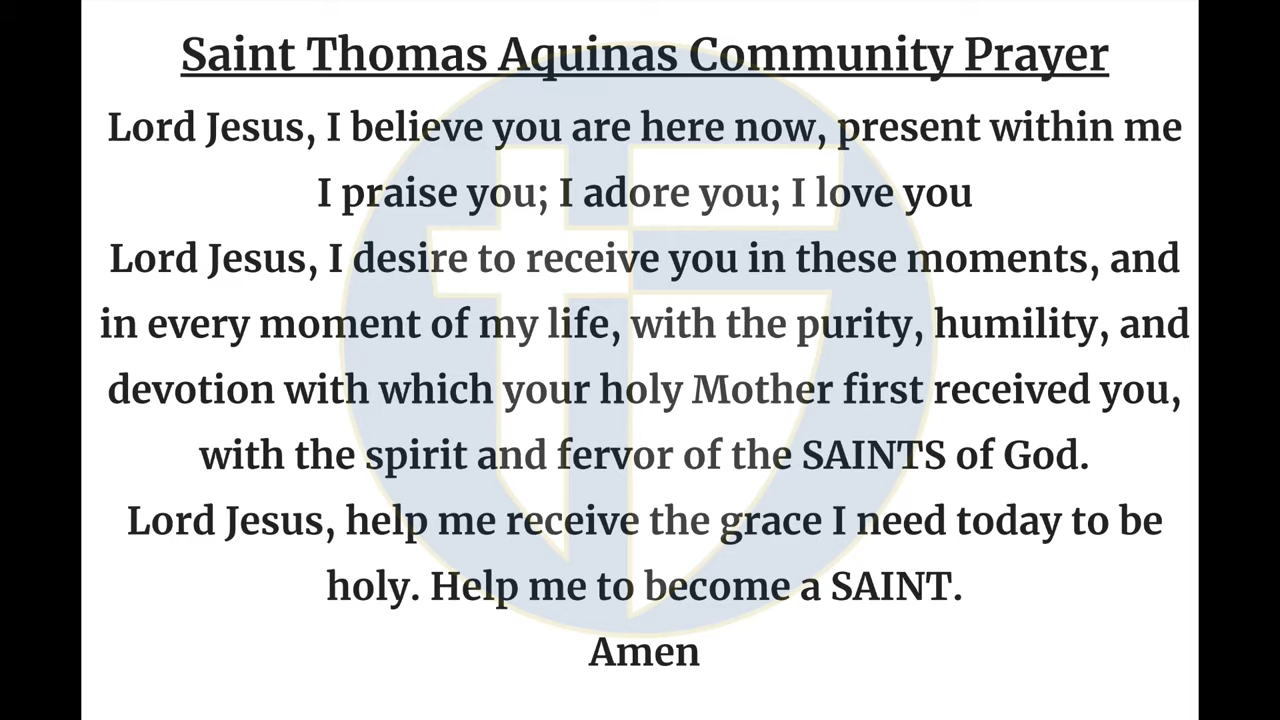 Saint Thomas Aquinas Community Prayer
Lord Jesus, I believe you are here now, present within me
I praise you; I adore you; I love you
Lord Jesus, I desire to receive you in these moments, and
in every moment of my life, with the purity, humility, and
devotion with which your holy Mother first received you,
with the spirit and fervor of the SAINTS of God.
Lord Jesus, help me receive the grace I need today to be
holy. Help me to become a SAINT.
Amen